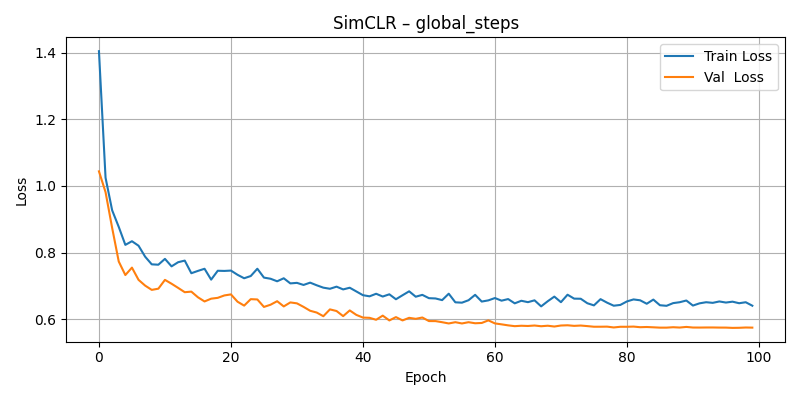 SimCLR – global_steps
Train Loss
Val  Loss
Loss
1.4
1.2
1.0
0.8
0.6
0 20 40 60 80 100
Epoch